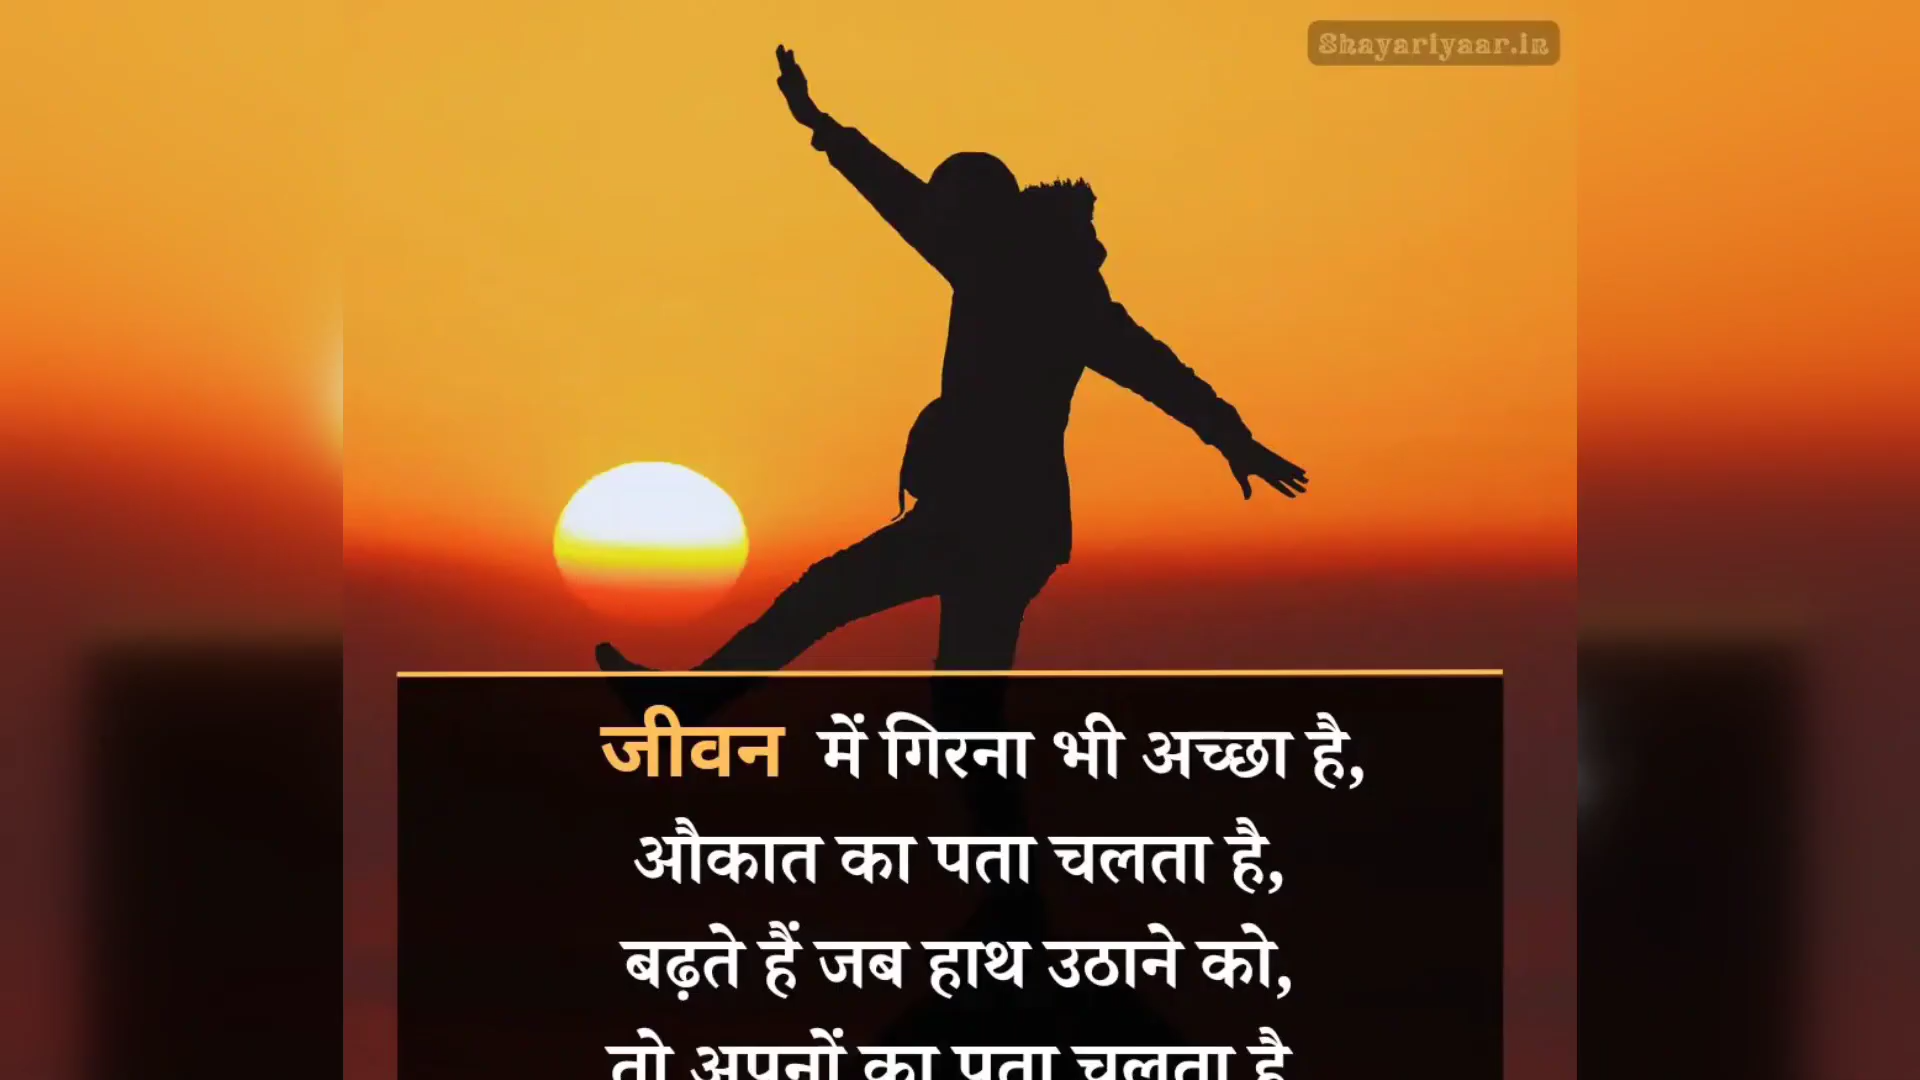 Shayariyaar.in
जीवन में गिरना भी अच्छा है,
औकात का पता चलता है,
बढ़ते हैं जब हाथ उठाने को,
तो अपनों का पता चलता है